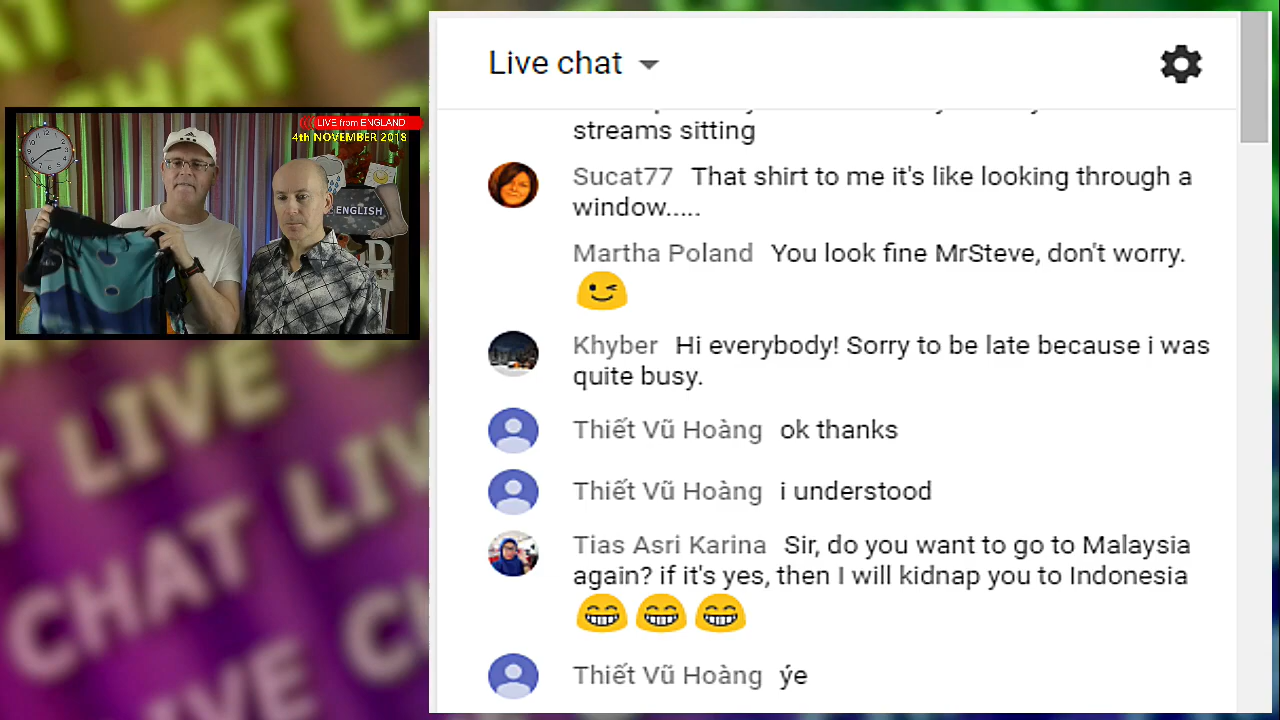 LIVE from ENGLAND
4th NOVEMBER 2018
ENGLISH
D
LIVE
CHAT
LIVE
CHAT
Live chat
streams sitting
Sucat77 That shirt to me it's like looking through a
window.....
Martha Poland You look fine MrSteve, don't worry.
😉
Khyber Hi everybody! Sorry to be late because i was
quite busy.
Thiết Vũ Hoàng ok thanks
Thiết Vũ Hoàng i understood
Tias Asri Karina Sir, do you want to go to Malaysia
again? if it's yes, then I will kidnap you to Indonesia
😁😁😁
Thiết Vũ Hoàng ýe